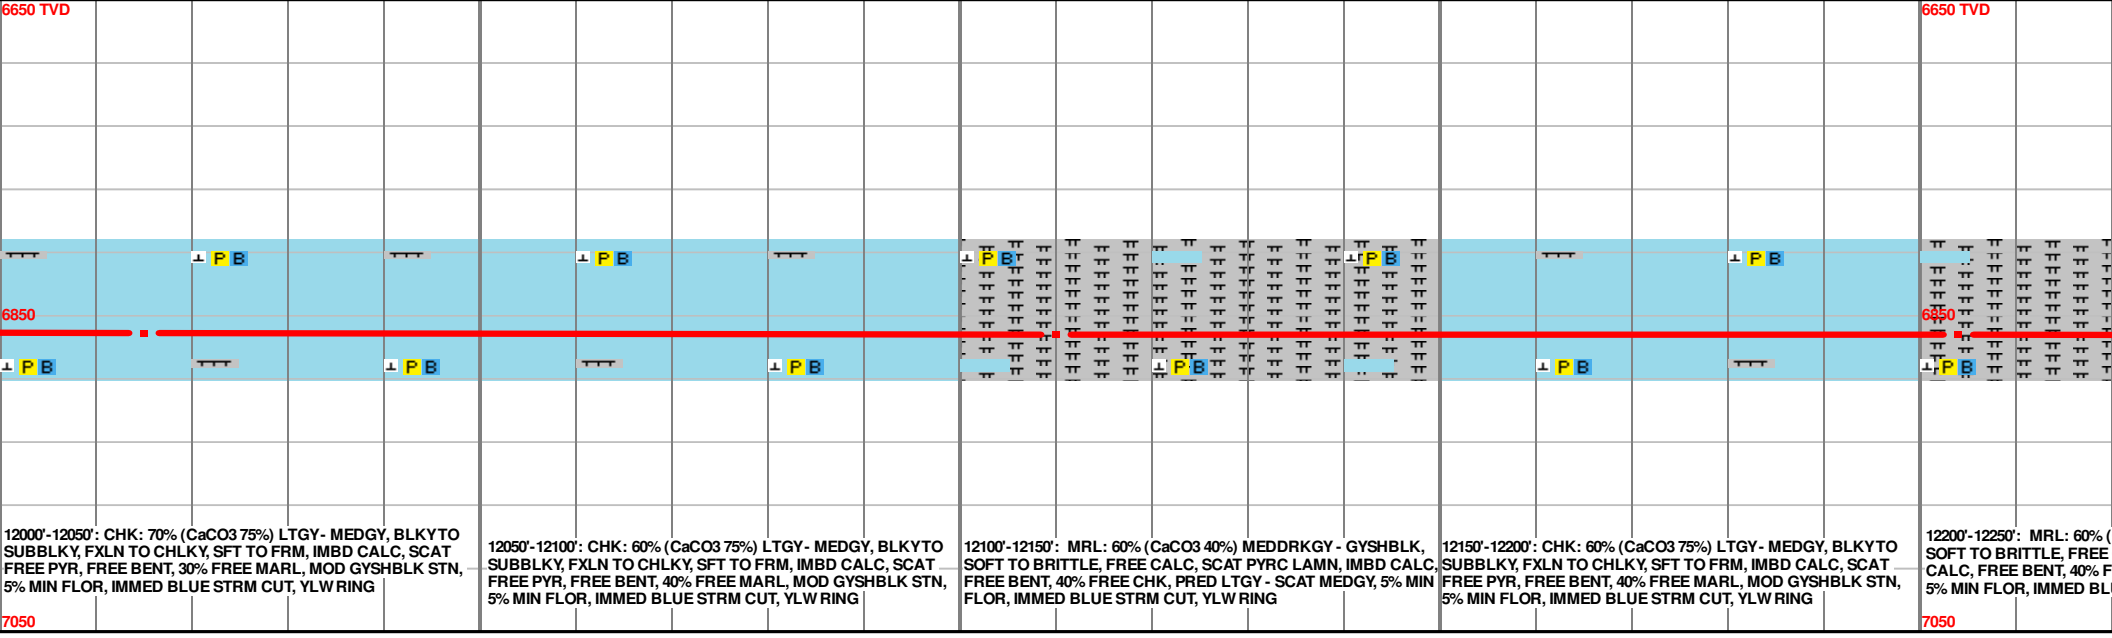 6650 TVD
6650 TVD
P B
P B
P B
P B
P B
6850
6850
P B
P B
P B
P B
P B
P B
12000'-12050': CHK: 70% (CaCO3 75%) LTGY- MEDGY, BLKY TO
SUBBLKY, FXLN TO CHLKY, SFT TO FRM, IMBD CALC, SCAT
FREE PYR, FREE BENT, 30% FREE MARL, MOD GYSHBLK STN,
5% MIN FLOR, IMMED BLUE STRM CUT, YLW RING
12050'-12100': CHK: 60% (CaCO3 75%) LTGY- MEDGY, BLKY TO
SUBBLKY, FXLN TO CHLKY, SFT TO FRM, IMBD CALC, SCAT
FREE PYR, FREE BENT, 40% FREE MARL, MOD GYSHBLK STN,
5% MIN FLOR, IMMED BLUE STRM CUT, YLW RING
12100'-12150': MRL: 60% (CaCO3 40%) MEDDRKGY - GYSHBLK,
SOFT TO BRITTLE, FREE CALC, SCAT PYRC LAMN, IMBD CALC,
FREE BENT, 40% FREE CHK, PRED LTGY - SCAT MEDGY, 5% MIN
FLOR, IMMED BLUE STRM CUT, YLW RING
12150'-12200': CHK: 60% (CaCO3 75%) LTGY- MEDGY, BLKY TO
SUBBLKY, FXLN TO CHLKY, SFT TO FRM, IMBD CALC, SCAT
FREE PYR, FREE BENT, 40% FREE MARL, MOD GYSHBLK STN,
5% MIN FLOR, IMMED BLUE STRM CUT, YLW RING
12200'-12250': MRL: 60% (
SOFT TO BRITTLE, FREE
CALC, FREE BENT, 40% F
5% MIN FLOR, IMMED BL
7050
7050